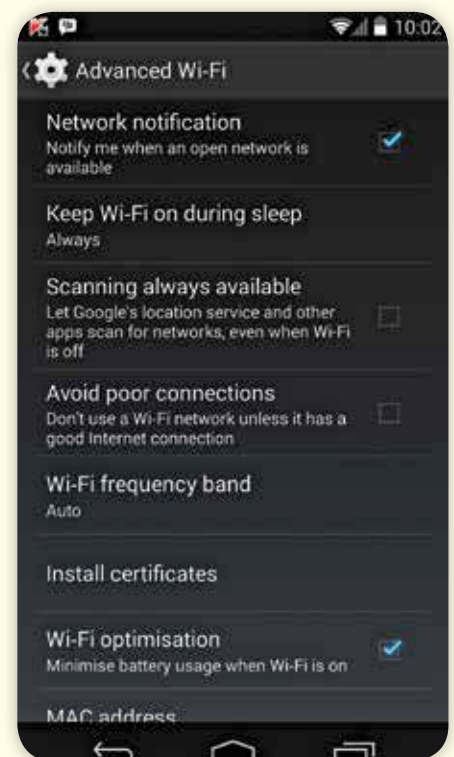 10:02
Advanced Wi-Fi
Network notification
Notify me when an open network is
available
Keep Wi-Fi on during sleep
Always
Scanning always available
Let Google's location service and other
apps scan for networks, even when Wi-Fi
is off
Avoid poor connections
Don't use a Wi-Fi network unless it has a
good Internet connection
Wi-Fi frequency band
Auto
Install certificates
Wi-Fi optimisation
Minimise battery usage when Wi-Fi is on
MAC address